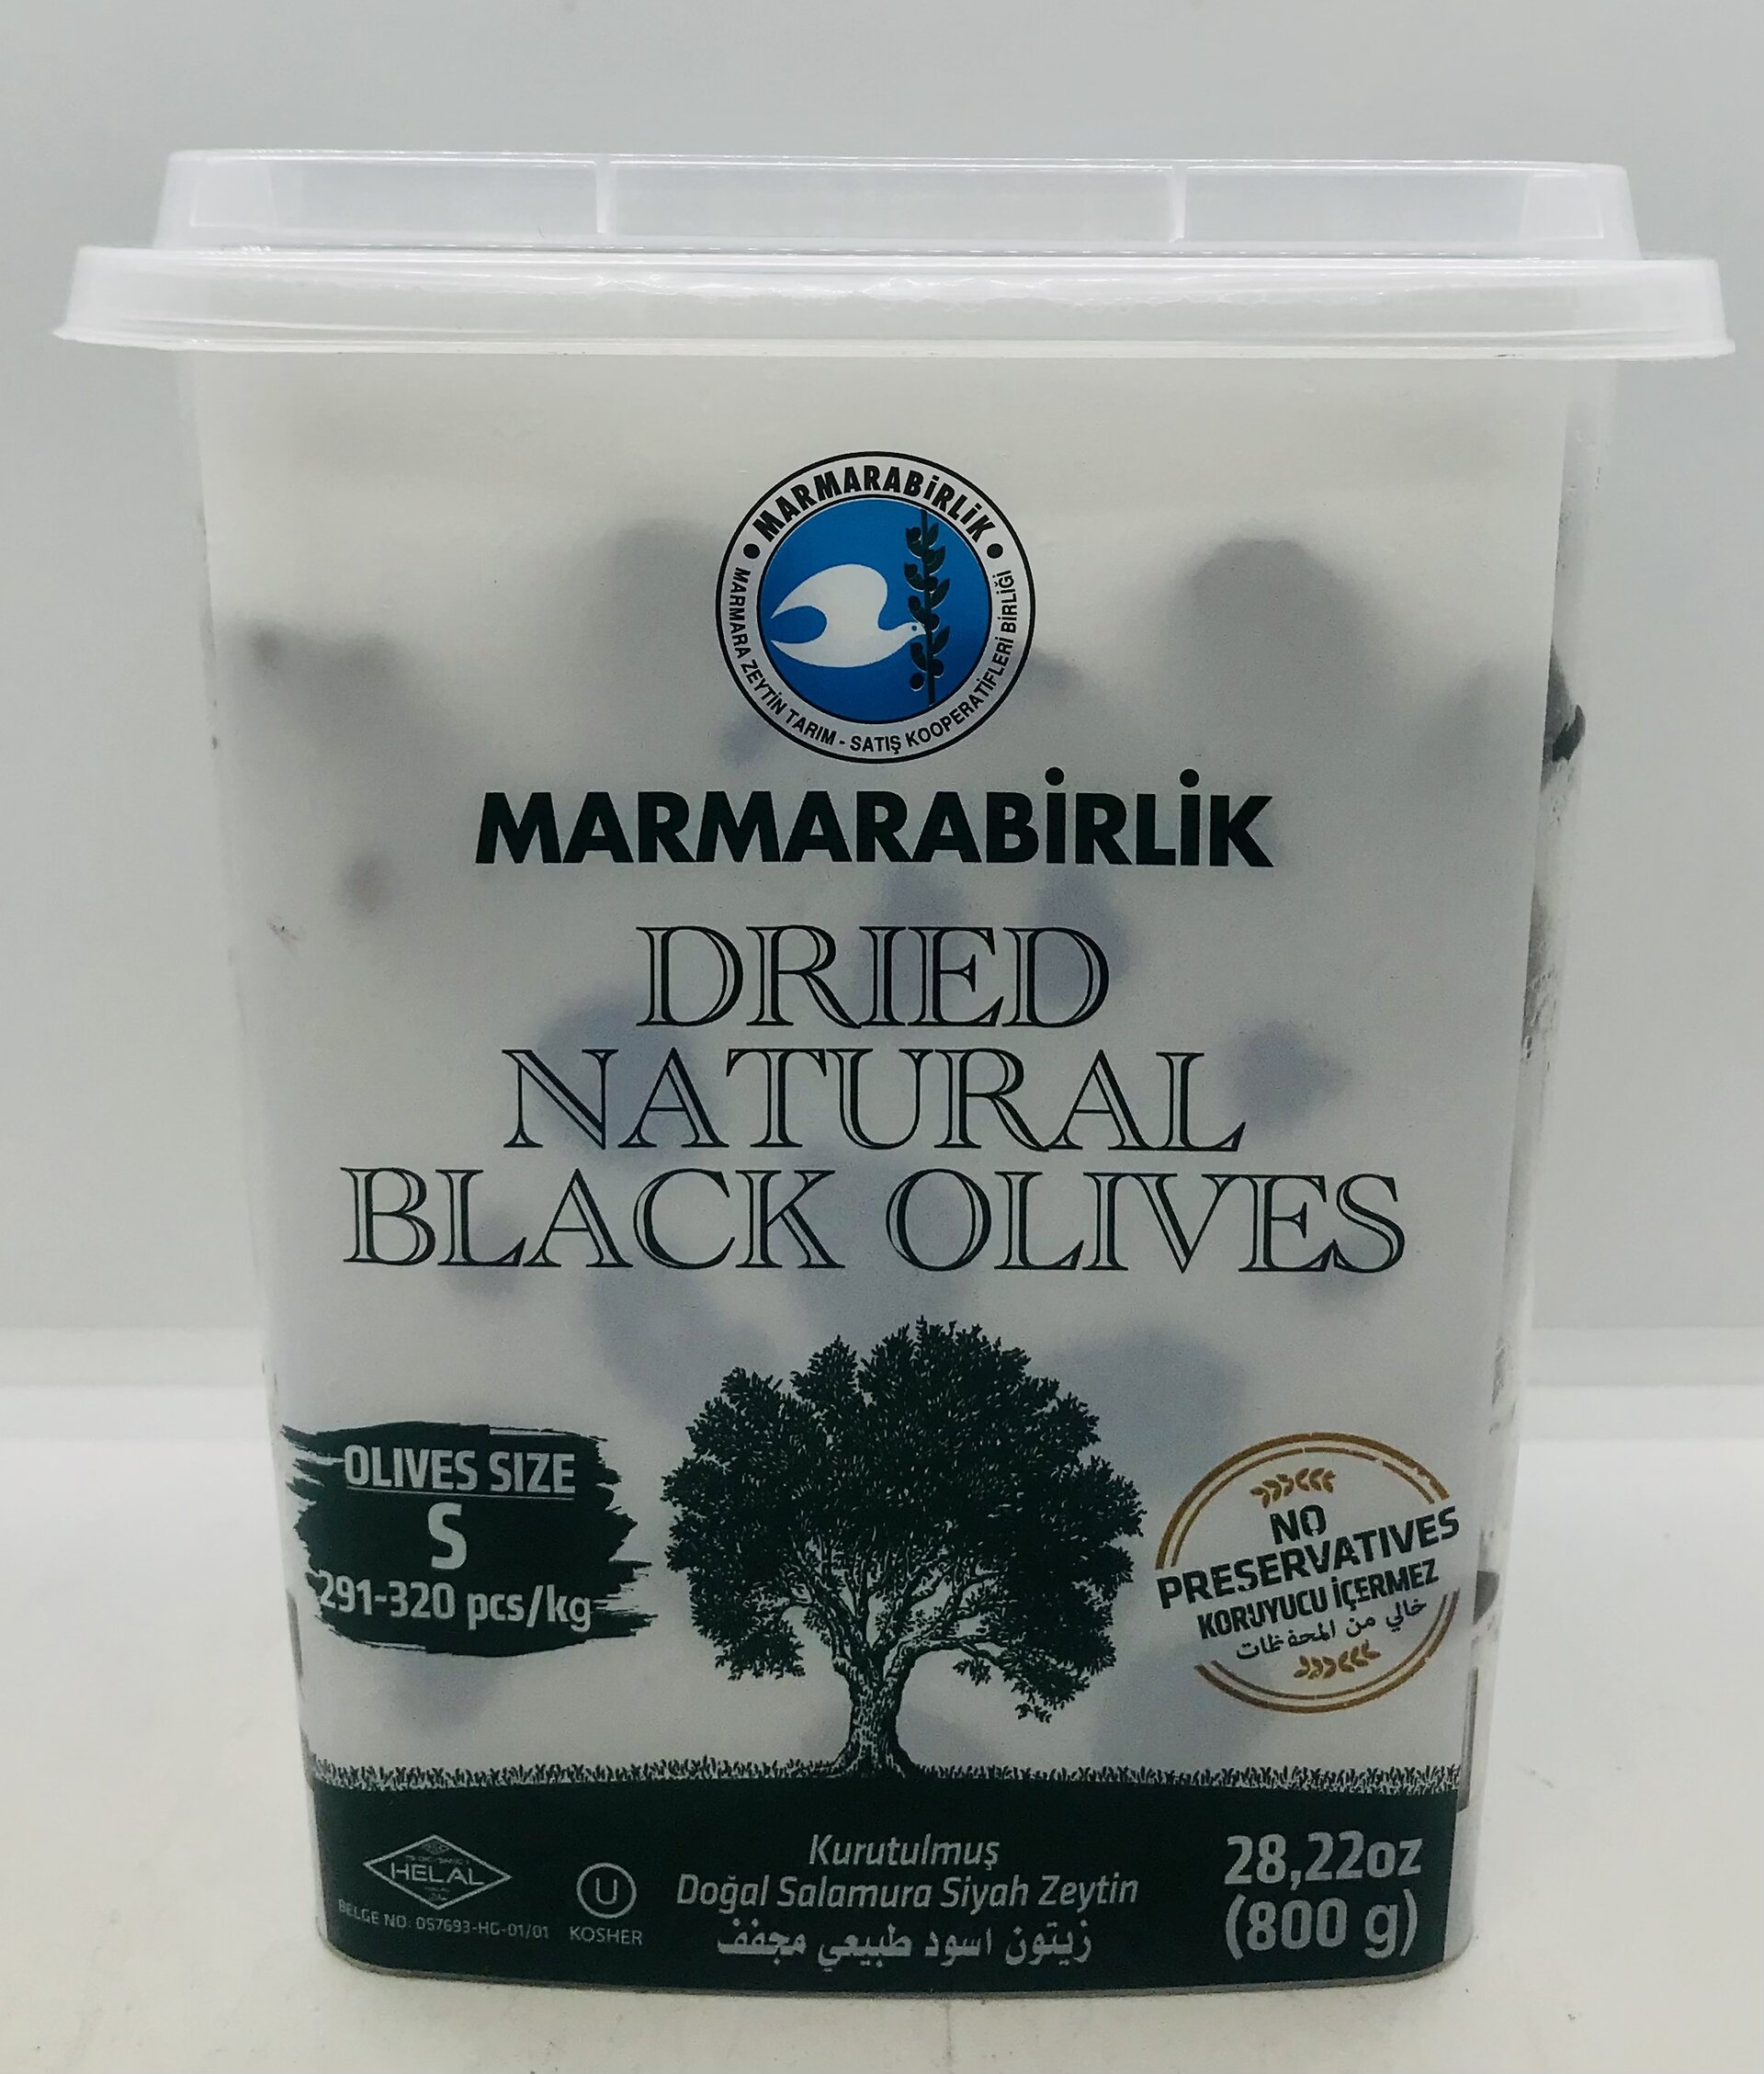 MARMARABİRLİK
MARMARA ZEYTİN TARIM - SATIŞ KOOPERATİFLERİ BİRLİĞİ
MARMARABİRLİK
DRIED
NATURAL
BLACK OLIVES
OLIVES SIZE
S
291-320 pcs/kg
NO
PRESERVATIVES
KORUYUCU İÇERMEZ
خالي من المحفظات
HELAL
BELGE NO: 057693-HG-01/01
U
KOSHER
Kurutulmuş
Doğal Salamura Siyah Zeytin
زيتون اسود طبيعي مجفف
28,22oz
(800 g)